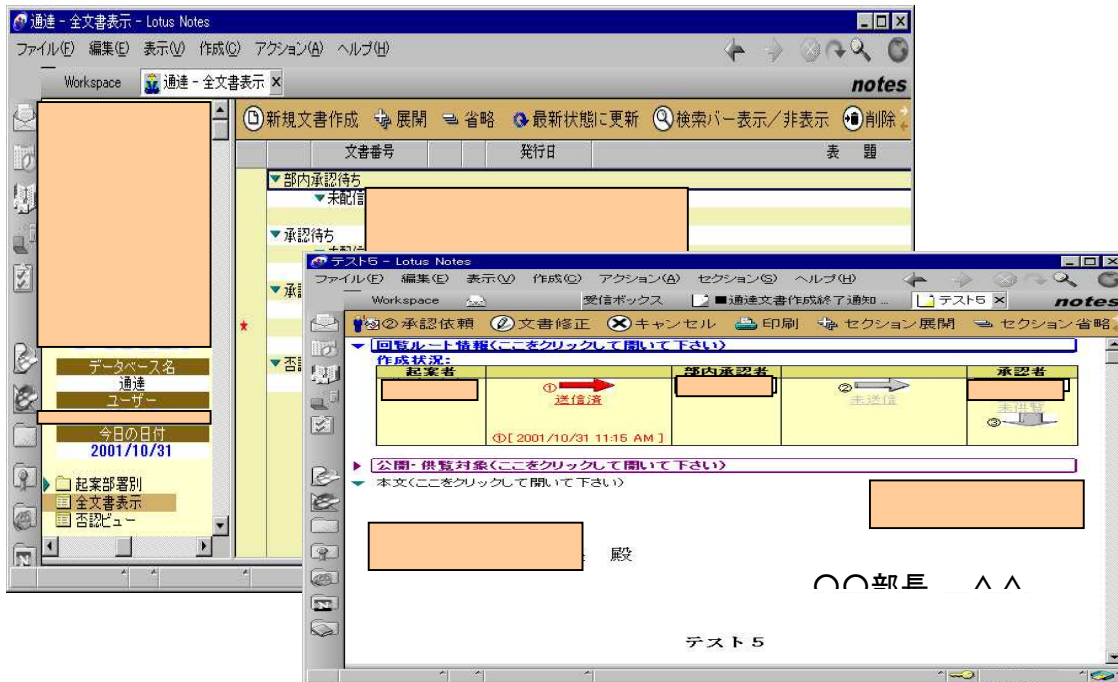 通達 - 全文書表示 - Lotus Notes
ファイル(F) 編集(E) 表示(V) 作成(C) アクション(A) ヘルプ(H)
Workspace 通達 - 全文書表示 notes
新規文書作成 展開 省略 最新状態に更新 検索バー表示/非表示 削除
文書番号 発行日 表 題
部内承認待ち
未配信
承認待ち
データベース名
通達
ユーザー
今日の日付
2001/10/31
起案部署別
全文書表示
否認ビュー
テスト5 - Lotus Notes
ファイル(F) 編集(E) 表示(V) 作成(C) アクション(A) セクション(S) ヘルプ(H)
Workspace 受信ボックス ■通達文書作成終了通知 ... テスト5 notes
②承認依頼 文書修正 キャンセル 印刷 セクション展開 セクション省略
回覧ルート情報(ここをクリックして開いて下さい)
作成状況:
起案者 部内承認者 承認者
① ②
送信済 未送信 未供覧
③
①[ 2001/10/31 11:15 AM ]
公開・供覧対象(ここをクリックして開いて下さい)
本文(ここをクリックして開いて下さい)
殿
○○部長 △△
テスト5